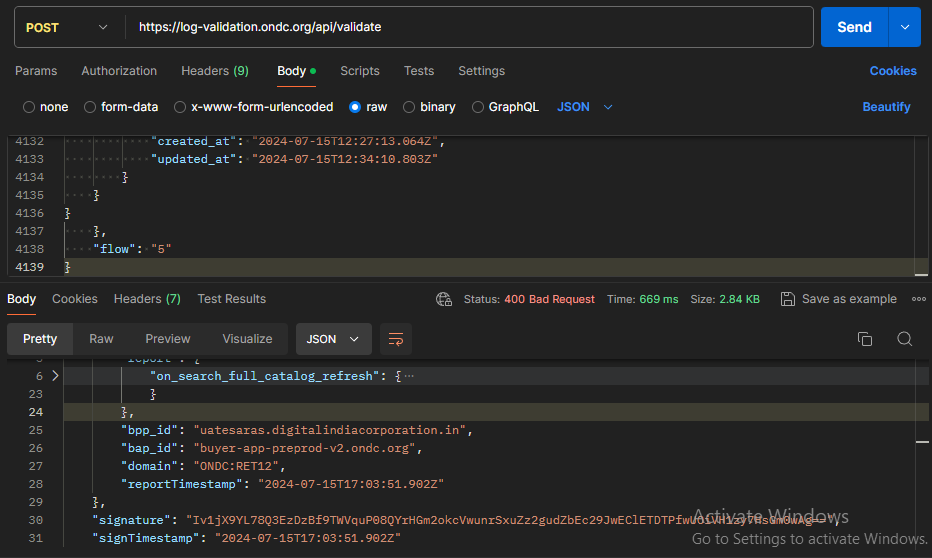 POST https://log-validation.ondc.org/api/validate Send
Params Authorization Headers (9) Body Scripts Tests Settings Cookies
none form-data x-www-form-urlencoded raw binary GraphQL JSON Beautify
4132 "created_at": "2024-07-15T12:27:13.064Z",
4133 "updated_at": "2024-07-15T12:34:10.803Z"
4134 }
4135 }
4136 }
4137 },
4138 "flow": "5"
4139 }
Body Cookies Headers (7) Test Results Status: 400 Bad Request Time: 669 ms Size: 2.84 KB Save as example
Pretty Raw Preview Visualize JSON
5 "report": {
6 "on_search_full_catalog_refresh": {
23 }
24 },
25 "bpp_id": "uatesaras.digitalindiacorporation.in",
26 "bap_id": "buyer-app-preprod-v2.ondc.org",
27 "domain": "ONDC:RET12",
28 "reportTimestamp": "2024-07-15T17:03:51.902Z"
29 },
30 "signature":
31 "signTimestamp": "2024-07-15T17:03:51.902Z"
Activate Windows
Go to Settings to activate Windows.